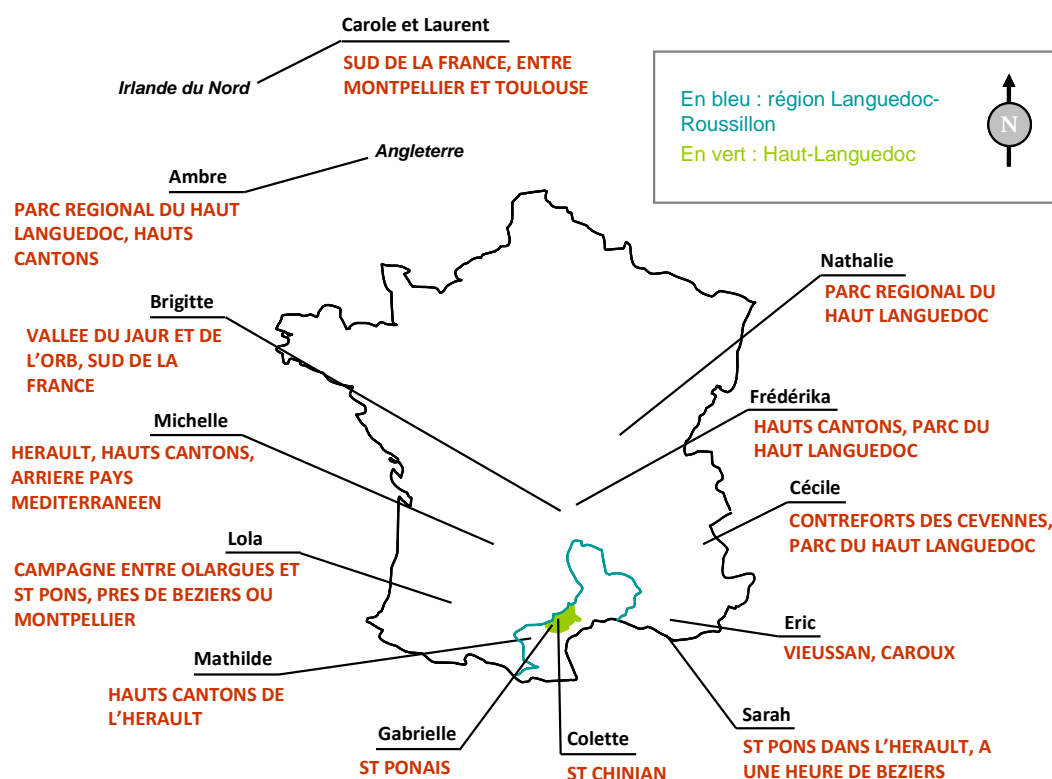 Carole et Laurent
SUD DE LA FRANCE, ENTRE
MONTPELLIER ET TOULOUSE
Irlande du Nord
En bleu : région Languedoc-
Roussillon
En vert : Haut-Languedoc
N
Angleterre
Ambre
PARC REGIONAL DU HAUT
LANGUEDOC, HAUTS
CANTONS
Nathalie
PARC REGIONAL DU
HAUT LANGUEDOC
Brigitte
VALLEE DU JAUR ET DE
L'ORB, SUD DE LA
FRANCE
Frédérika
HAUTS CANTONS, PARC DU
HAUT LANGUEDOC
Michelle
HERAULT, HAUTS CANTONS,
ARRIERE PAYS
MEDITERRANEEN
Cécile
CONTREFORTS DES CEVENNES,
PARC DU HAUT LANGUEDOC
Lola
CAMPAGNE ENTRE OLARGUES ET
ST PONS, PRES DE BEZIERS OU
MONTPELLIER
Eric
VIEUSSAN, CAROUX
Mathilde
HAUTS CANTONS DE
L'HERAULT
Gabrielle
ST PONAIS
Colette
ST CHINIAN
Sarah
ST PONS DANS L'HERAULT, A
UNE HEURE DE BEZIERS